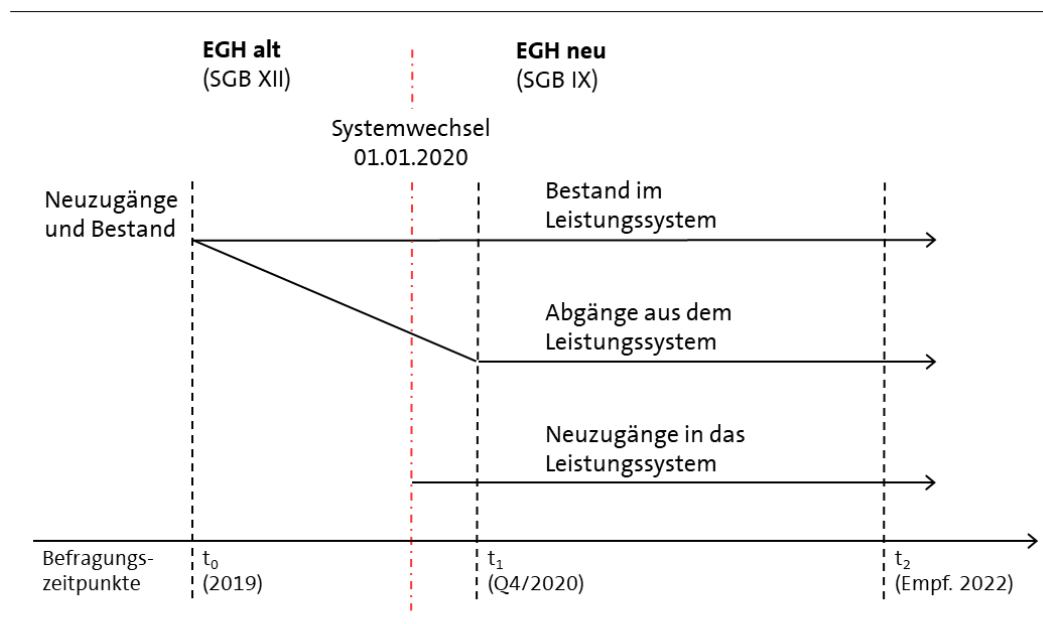 EGH alt
(SGB XII)
EGH neu
(SGB IX)
Systemwechsel
01.01.2020
Neuzugänge
und Bestand
Bestand im
Leistungssystem
Abgänge aus dem
Leistungssystem
Neuzugänge in das
Leistungssystem
Befragungs-
zeitpunkte
t₀
(2019)
t₁
(Q4/2020)
t₂
(Empf. 2022)